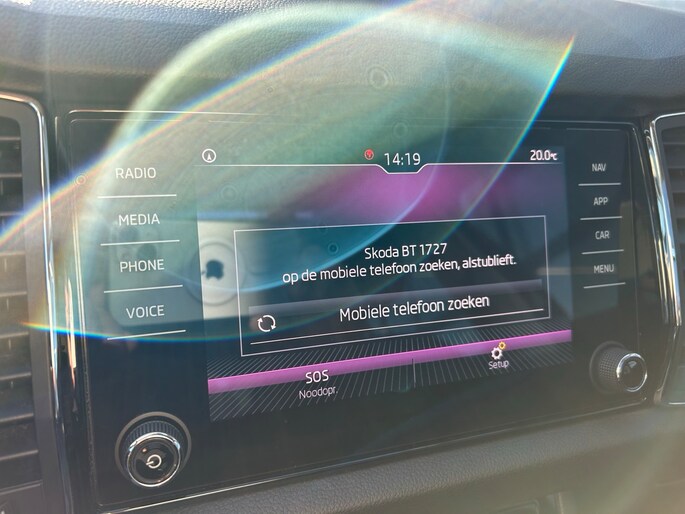 RADIO
MEDIA
PHONE
VOICE
14:19
20.0°C
Skoda BT 1727
op de mobiele telefoon zoeken, alstublieft.
Mobiele telefoon zoeken
SOS
Noodopr.
Setup
NAV
APP
CAR
MENU